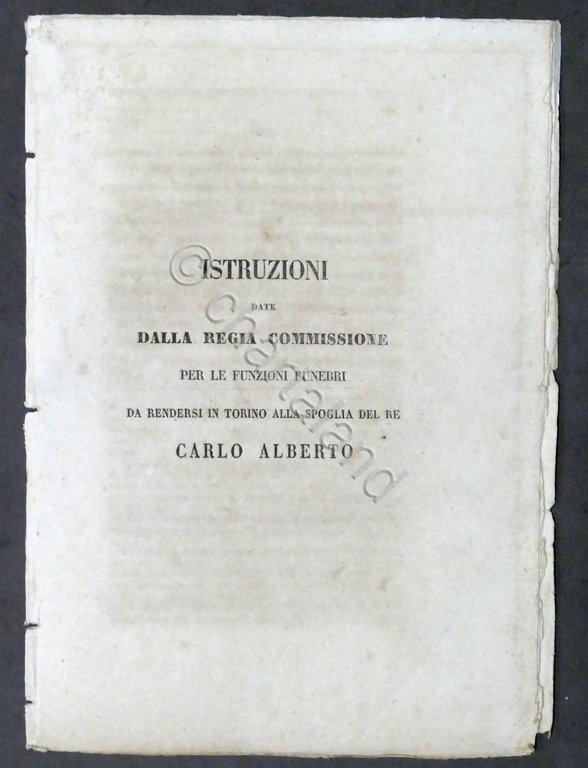 ISTRUZIONI
DATE
DALLA REGIA COMMISSIONE
PER LE FUNZIONI FUNEBRI
DA RENDERSI IN TORINO ALLA SPOGLIA DEL RE
CARLO ALBERTO
© chartaland